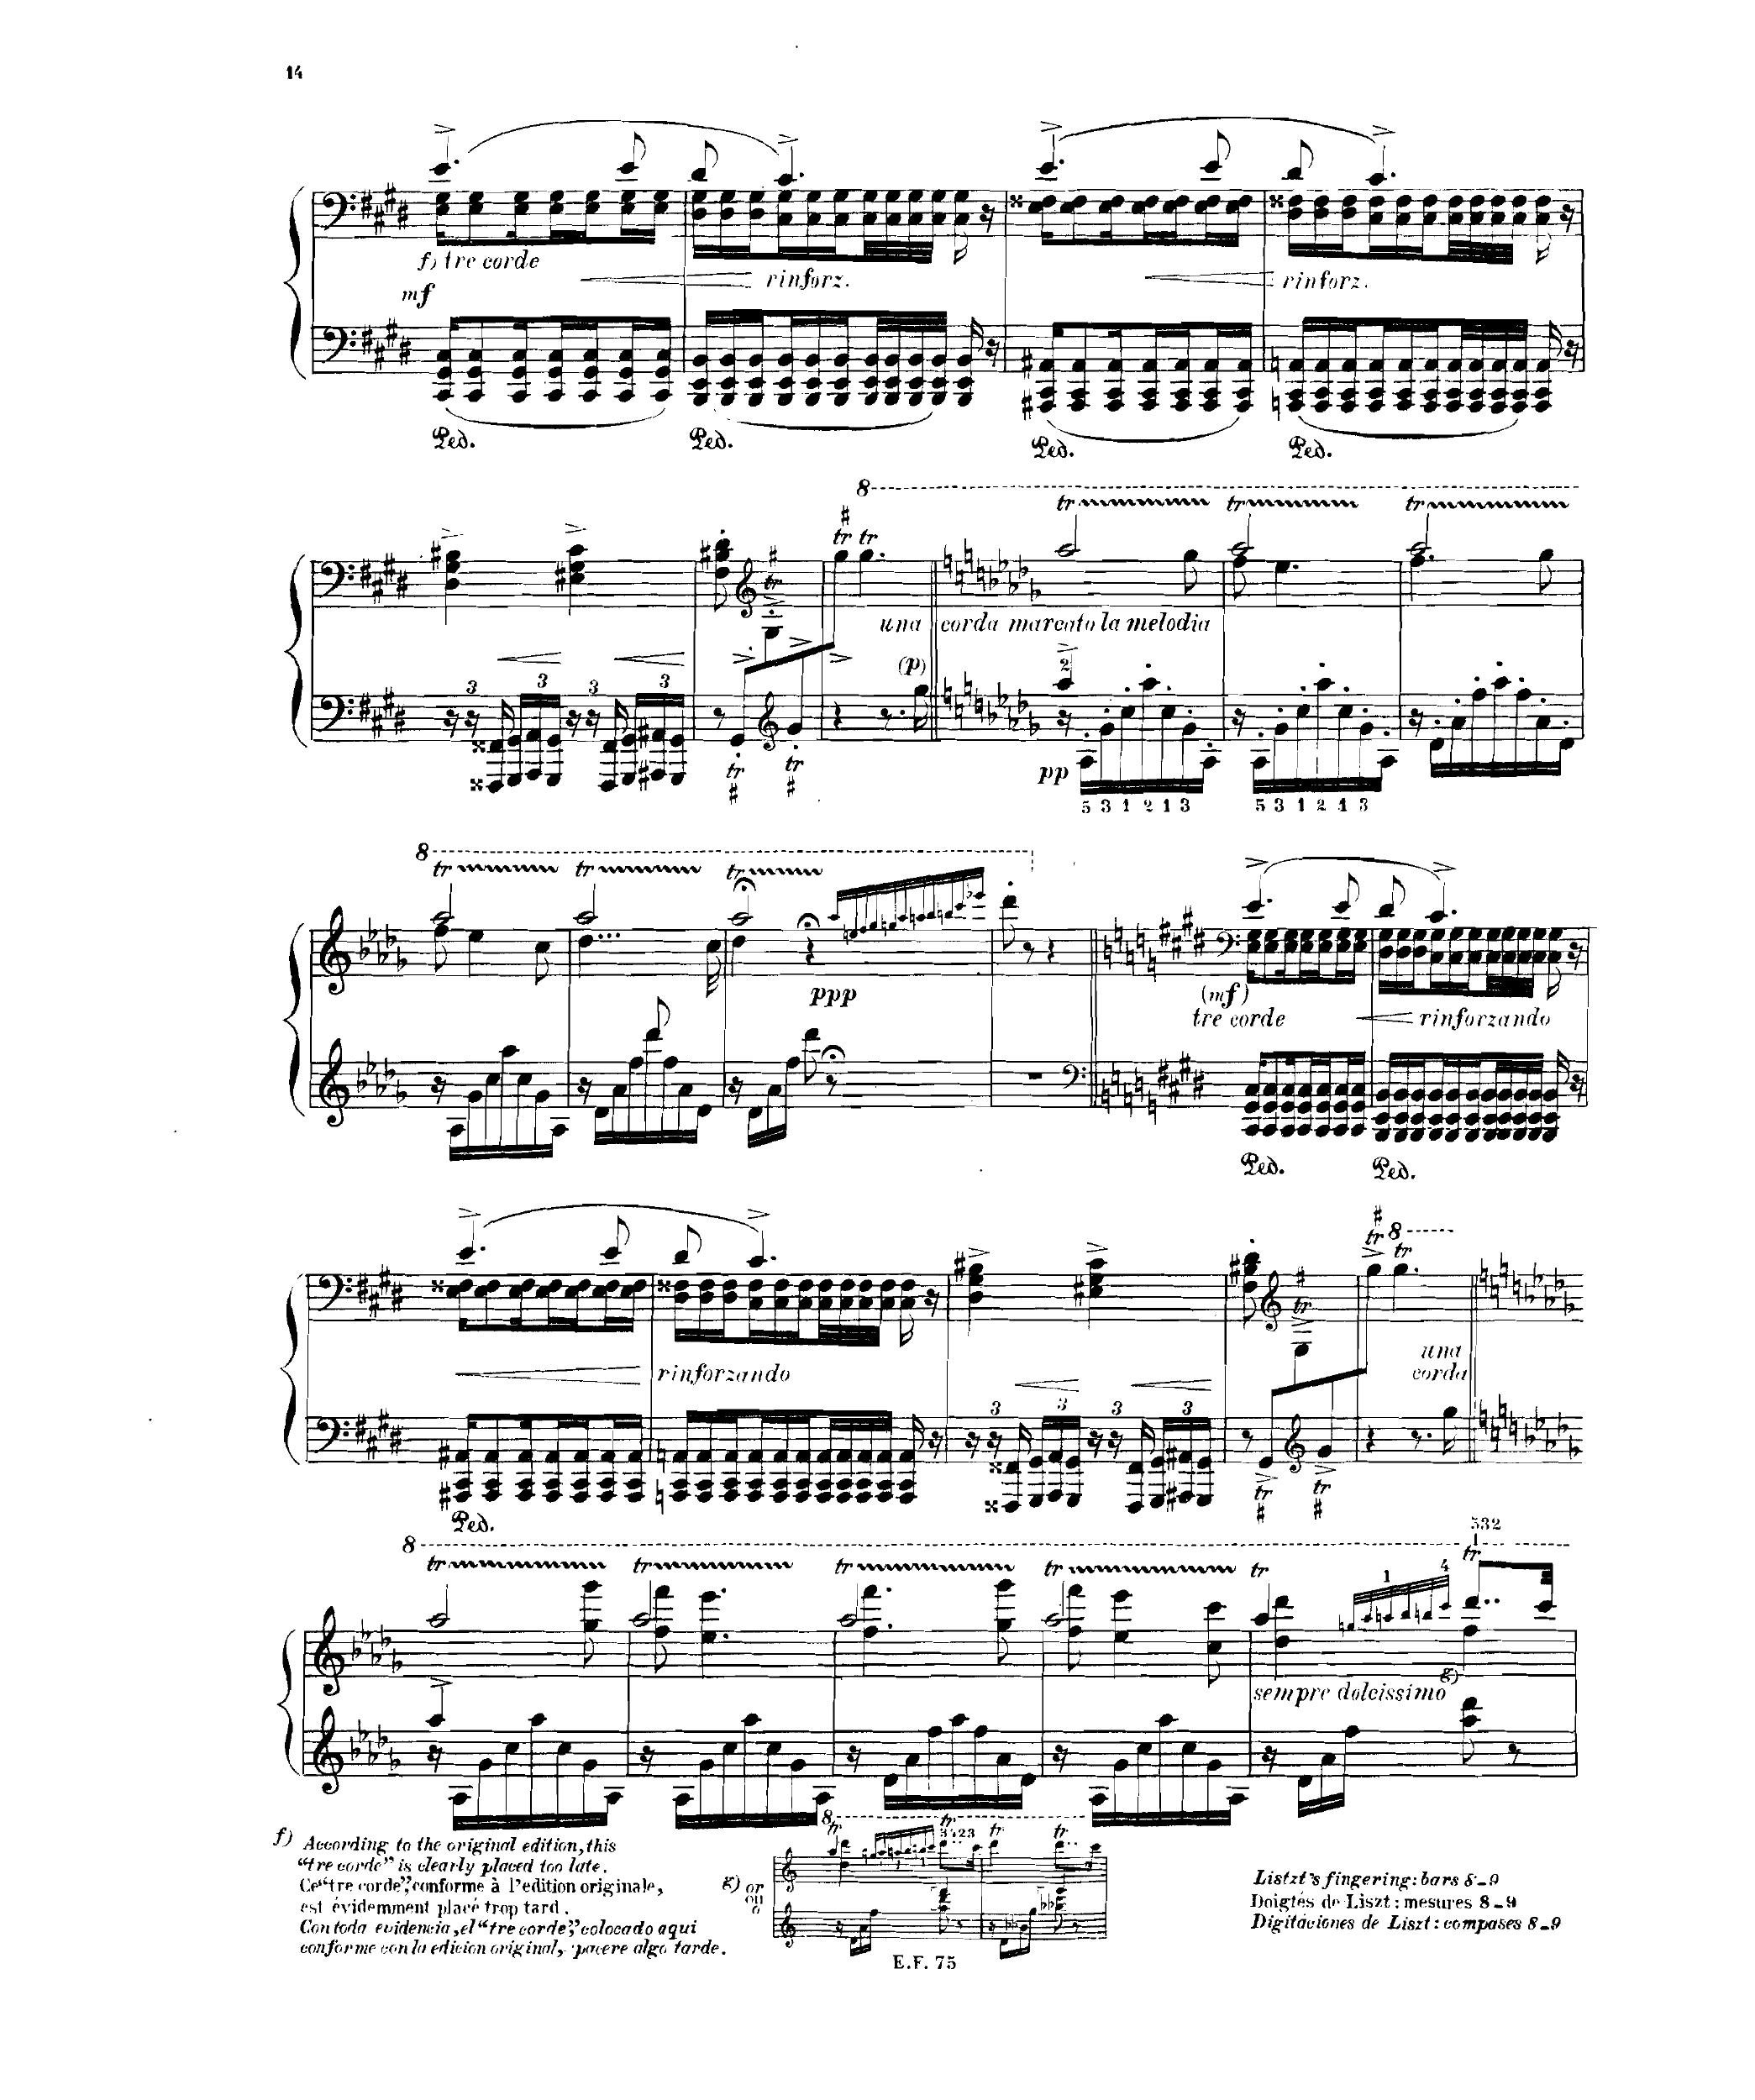 14
f) tre corde
rinforz.
rinforz.
mf
Ped. Ped. Ped. Ped.
8
tr tr tr tr tr
tr
una corda marcato la melodia
(p)
3 3 3 3
2
tr tr
pp
5 3 1 2 1 3 5 3 1 2 1 3
8
tr tr tr
ppp
(mf)
tre corde
rinforzando
Ped. Ped.
tr 8
tr
tr
una
corda
rinforzando
3 3 3 3
tr tr
Ped.
532
8
tr tr tr tr tr 1 4 tr
sempre dolcissimo g)
f) According to the original edition, this
"tre corde" is clearly placed too late.
Ce "tre corde", conforme à l'edition originale,
est évidemment placé trop tard.
Con toda evidencia, el "tre corde", colocado aqui
conforme con la edicion original, pacere algo tarde.
8
tr tr 3423 tr tr
g) or
ou
o
Listzt's fingering: bars 8-9
Doigtés de Liszt: mesures 8-9
Digitaciones de Liszt: compases 8-9
E.F. 75